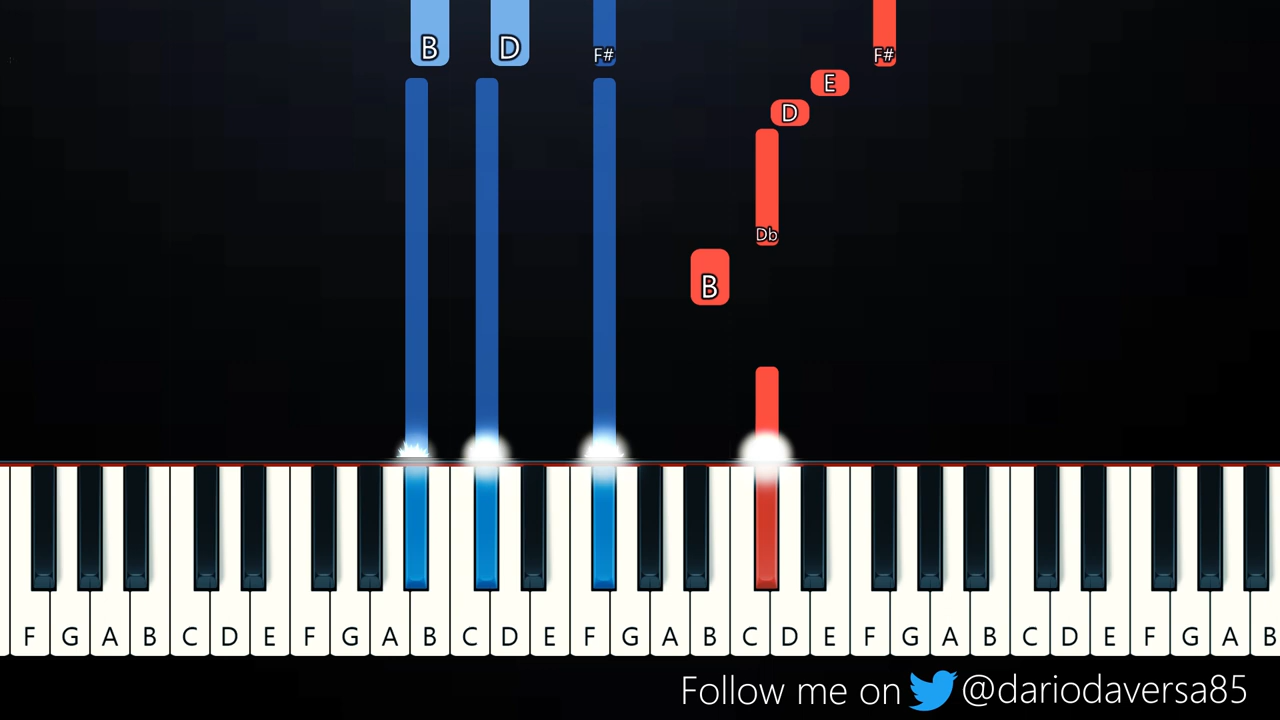 B D F# F#
E
D
Db
B
F G A B C D E F G A B C D E F G A B C D E F G A B C D E F G A B
Follow me on @dariodaversa85